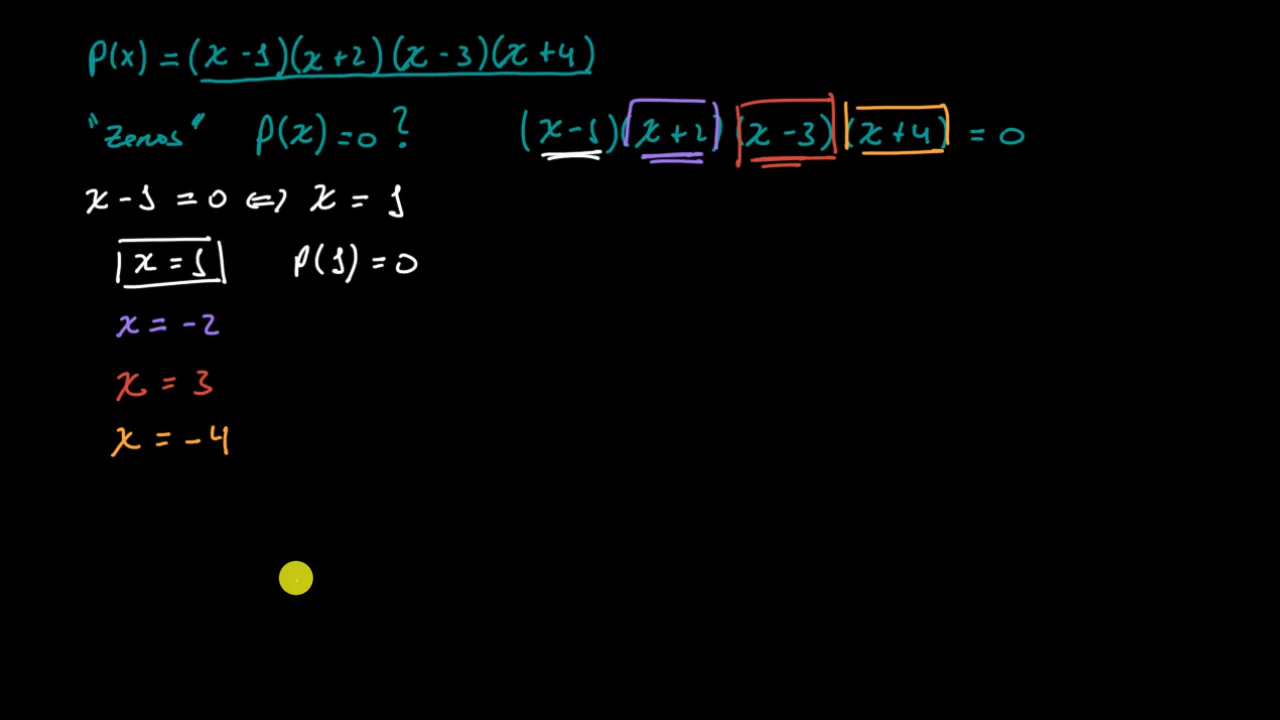 P(x) = (x - 1)(x + 2)(x - 3)(x + 4)
"Zeros" P(x) = 0 ? (x - 1)(x + 2)(x - 3)(x + 4) = 0
x - 1 = 0 ⇔ x = 1
x = 1 P(1) = 0
x = -2
x = 3
x = -4